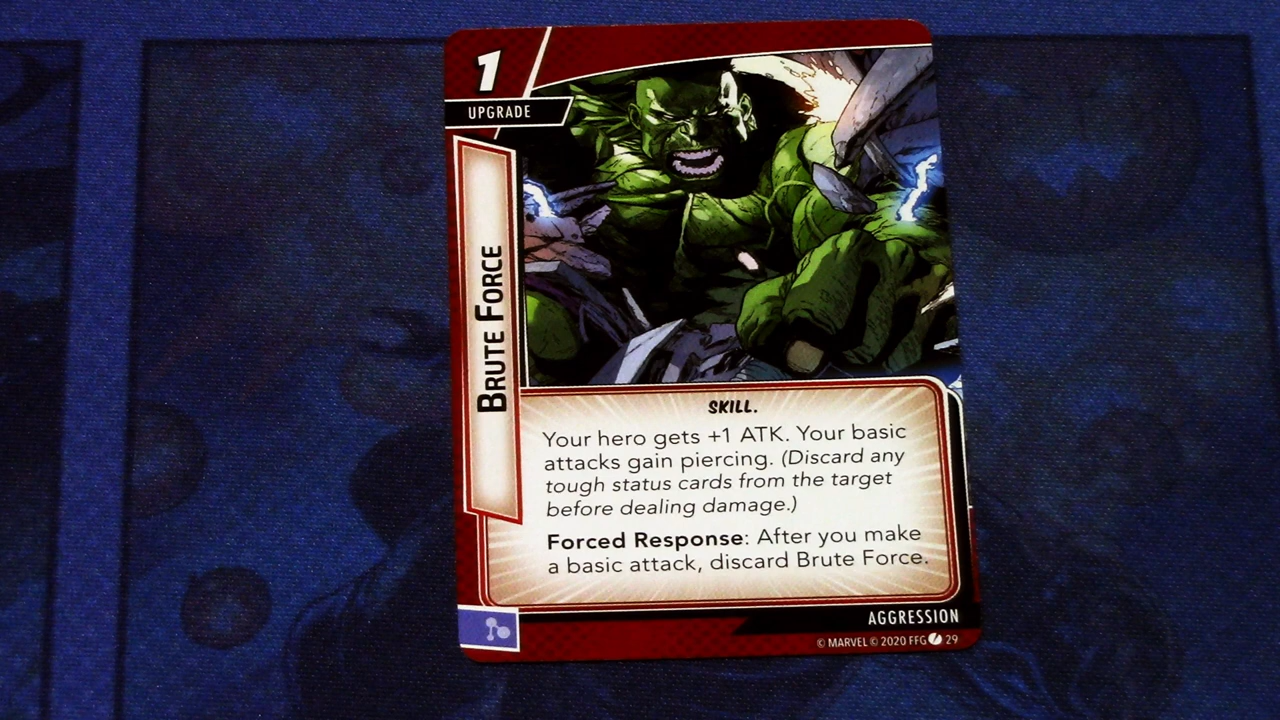 1
UPGRADE
BRUTE FORCE
SKILL.
Your hero gets +1 ATK. Your basic
attacks gain piercing. (Discard any
tough status cards from the target
before dealing damage.)
Forced Response: After you make
a basic attack, discard Brute Force.
AGGRESSION
© MARVEL © 2020 FFG 29